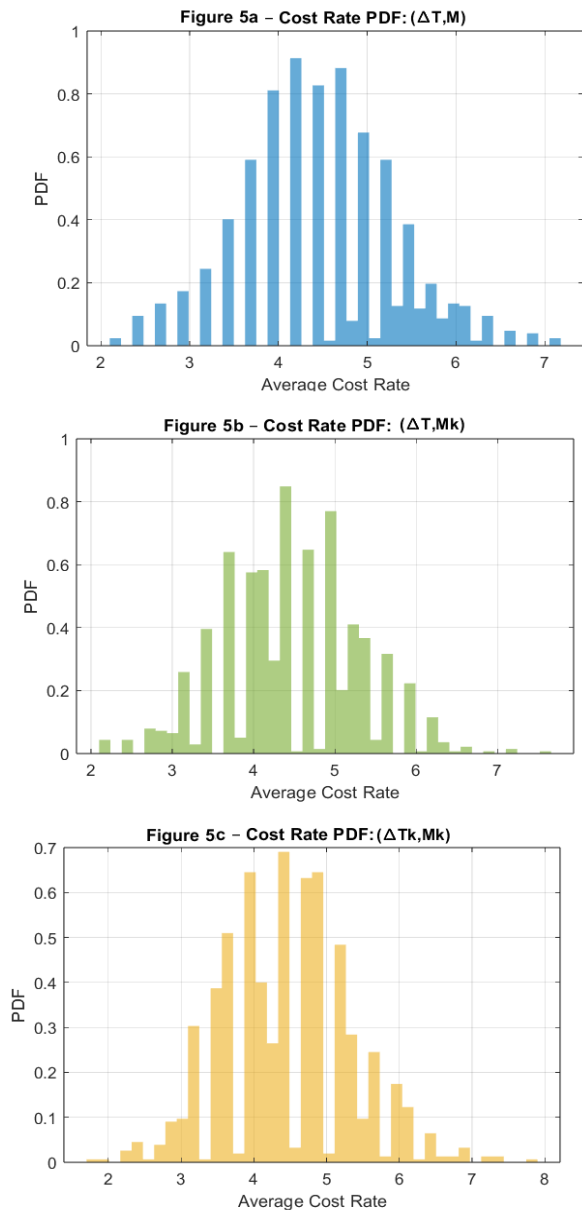 Figure 5a – Cost Rate PDF: (ΔT,M)
1
0.8
0.6
0.4
0.2
0
PDF
2 3 4 5 6 7
Average Cost Rate
Figure 5b – Cost Rate PDF: (ΔT,Mk)
1
0.8
0.6
0.4
0.2
0
PDF
2 3 4 5 6 7
Average Cost Rate
Figure 5c – Cost Rate PDF: (ΔTk,Mk)
0.7
0.6
0.5
0.4
0.3
0.2
0.1
0
PDF
2 3 4 5 6 7 8
Average Cost Rate